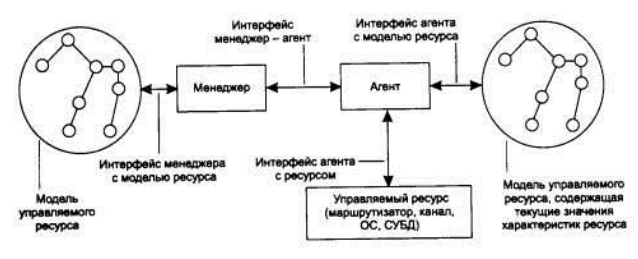 Интерфейс
менеджер – агент
Интерфейс агента
с моделью ресурса
Менеджер
Агент
Интерфейс менеджера
с моделью ресурса
Интерфейс агента
с ресурсом
Модель
управляемого
ресурса
Управляемый ресурс
(маршрутизатор, канал,
ОС, СУБД)
Модель управляемого
ресурса, содержащая
текущие значения
характеристик ресурса